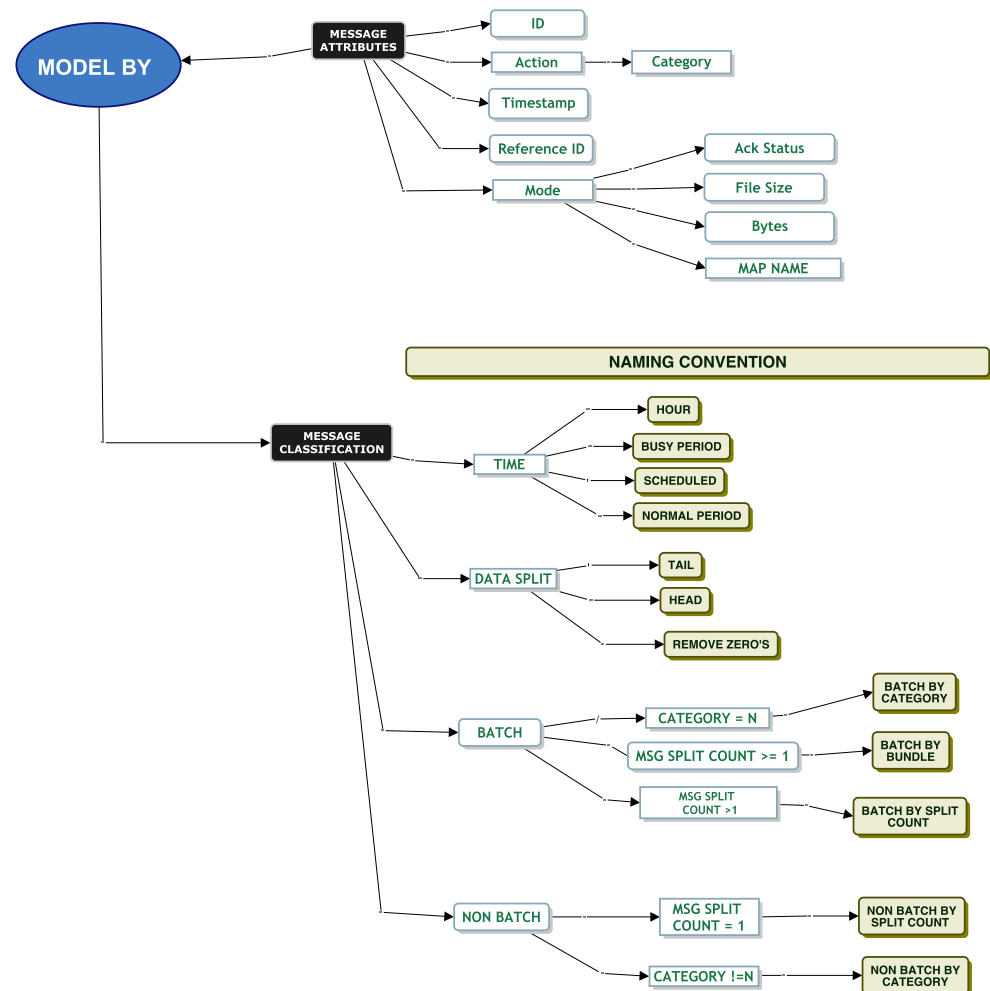 MODEL BY
MESSAGE
ATTRIBUTES
ID
Action
Category
Timestamp
Reference ID
Mode
Ack Status
File Size
Bytes
MAP NAME
NAMING CONVENTION
MESSAGE
CLASSIFICATION
TIME
HOUR
BUSY PERIOD
SCHEDULED
NORMAL PERIOD
DATA SPLIT
TAIL
HEAD
REMOVE ZERO'S
BATCH
CATEGORY = N
BATCH BY
CATEGORY
MSG SPLIT COUNT >= 1
BATCH BY
BUNDLE
MSG SPLIT
COUNT >1
BATCH BY SPLIT
COUNT
NON BATCH
MSG SPLIT
COUNT = 1
NON BATCH BY
SPLIT COUNT
CATEGORY !=N
NON BATCH BY
CATEGORY